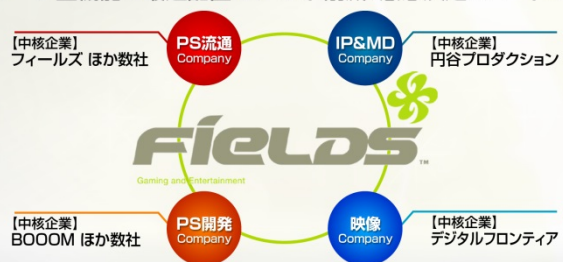 【中核企業】
フィールズ ほか数社
PS流通
Company
IP&MD
Company
【中核企業】
円谷プロダクション
FIELDS
TM
Gaming and Entertainment
【中核企業】
BOOOM ほか数社
PS開発
Company
映像
Company
【中核企業】
デジタルフロンティア